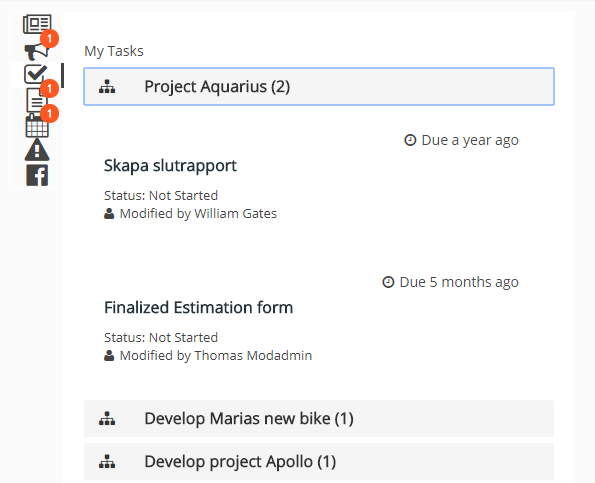 My Tasks
1
Project Aquarius (2)
1
1
Due a year ago
Skapa slutrapport
Status: Not Started
Modified by William Gates
Due 5 months ago
Finalized Estimation form
Status: Not Started
Modified by Thomas Modadmin
Develop Marias new bike (1)
Develop project Apollo (1)